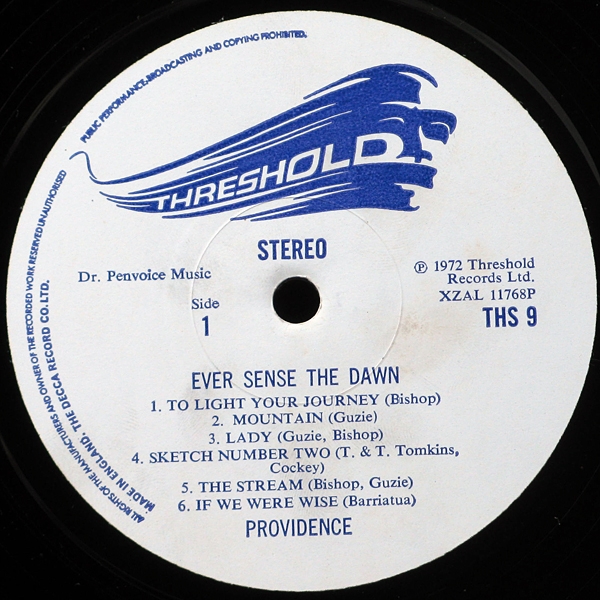 PUBLIC PERFORMANCE·BROADCASTING AND COPYING PROHIBITED.
THRESHOLD
STEREO
Dr. Penvoice Music
Side
1
℗ 1972 Threshold
Records Ltd.
XZAL 11768P
THS 9
EVER SENSE THE DAWN
1. TO LIGHT YOUR JOURNEY (Bishop)
2. MOUNTAIN (Guzie)
3. LADY (Guzie, Bishop)
4. SKETCH NUMBER TWO (T. & T. Tomkins,
Cockey)
5. THE STREAM (Bishop, Guzie)
6. IF WE WERE WISE (Barriatua)
PROVIDENCE
ALL RIGHTS OF THE MANUFACTURERS AND OWNER OF THE RECORDED WORK RESERVED UNAUTHORISED
MADE IN ENGLAND, THE DECCA RECORD CO. LTD.